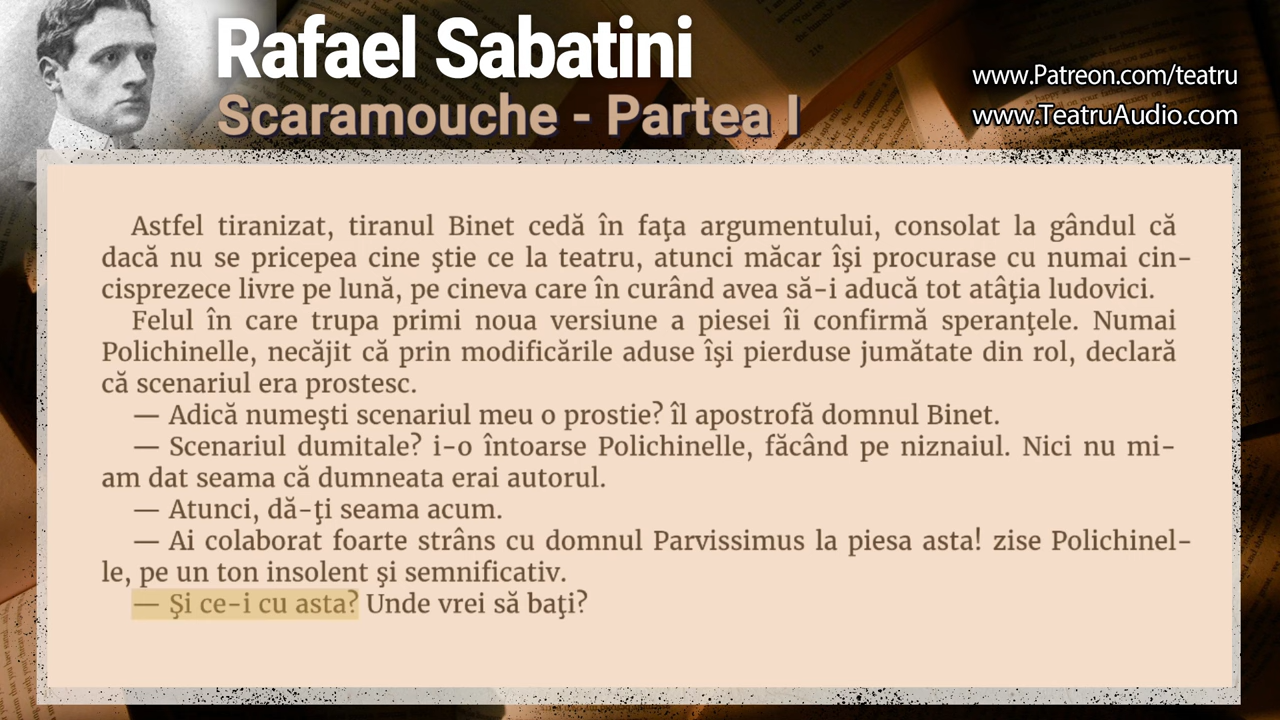 Rafael Sabatini
Scaramouche - Partea I
www.Patreon.com/teatru
www.TeatruAudio.com
Astfel tiranizat, tiranul Binet cedă în faţa argumentului, consolat la gândul că
dacă nu se pricepea cine ştie ce la teatru, atunci măcar îşi procurase cu numai cin-
cisprezece livre pe lună, pe cineva care în curând avea să-i aducă tot atâţia ludovici.
Felul în care trupa primi noua versiune a piesei îi confirmă speranţele. Numai
Polichinelle, necăjit că prin modificările aduse îşi pierduse jumătate din rol, declară
că scenariul era prostesc.
— Adică numeşti scenariul meu o prostie? îl apostrofă domnul Binet.
— Scenariul dumitale? i-o întoarse Polichinelle, făcând pe niznaiul. Nici nu mi-
am dat seama că dumneata erai autorul.
— Atunci, dă-ţi seama acum.
— Ai colaborat foarte strâns cu domnul Parvissimus la piesa asta! zise Polichinel-
le, pe un ton insolent şi semnificativ.
— Şi ce-i cu asta? Unde vrei să baţi?